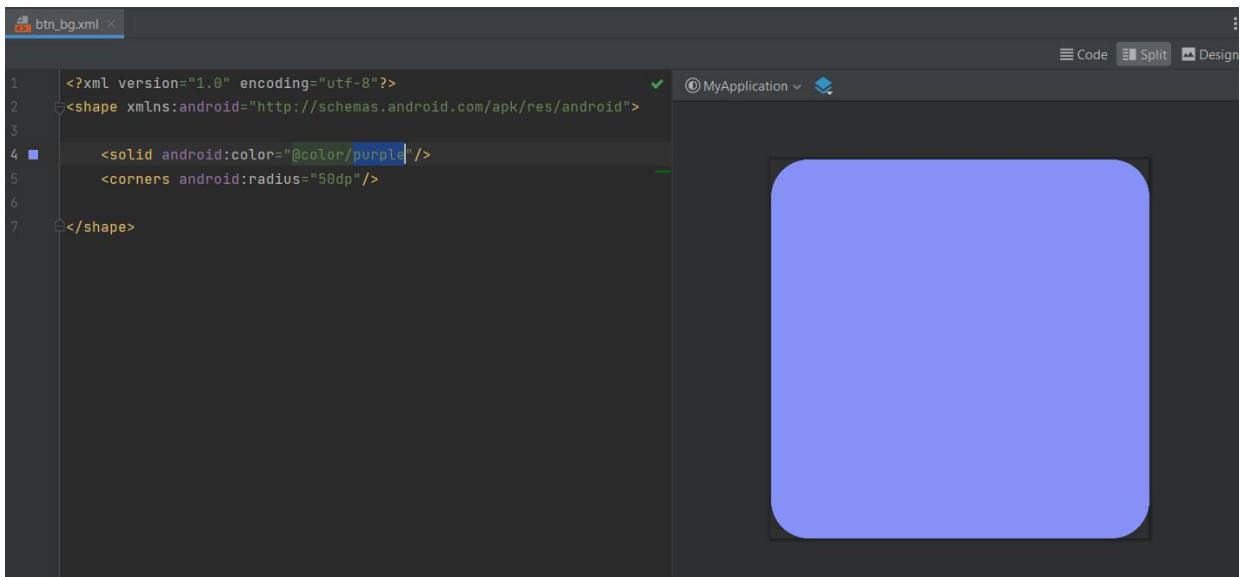 btn_bg.xml
Code Split Design
MyApplication
1 <?xml version="1.0" encoding="utf-8"?>
2 <shape xmlns:android="http://schemas.android.com/apk/res/android">
3
4 <solid android:color="@color/purple"/>
5 <corners android:radius="50dp"/>
6
7 </shape>